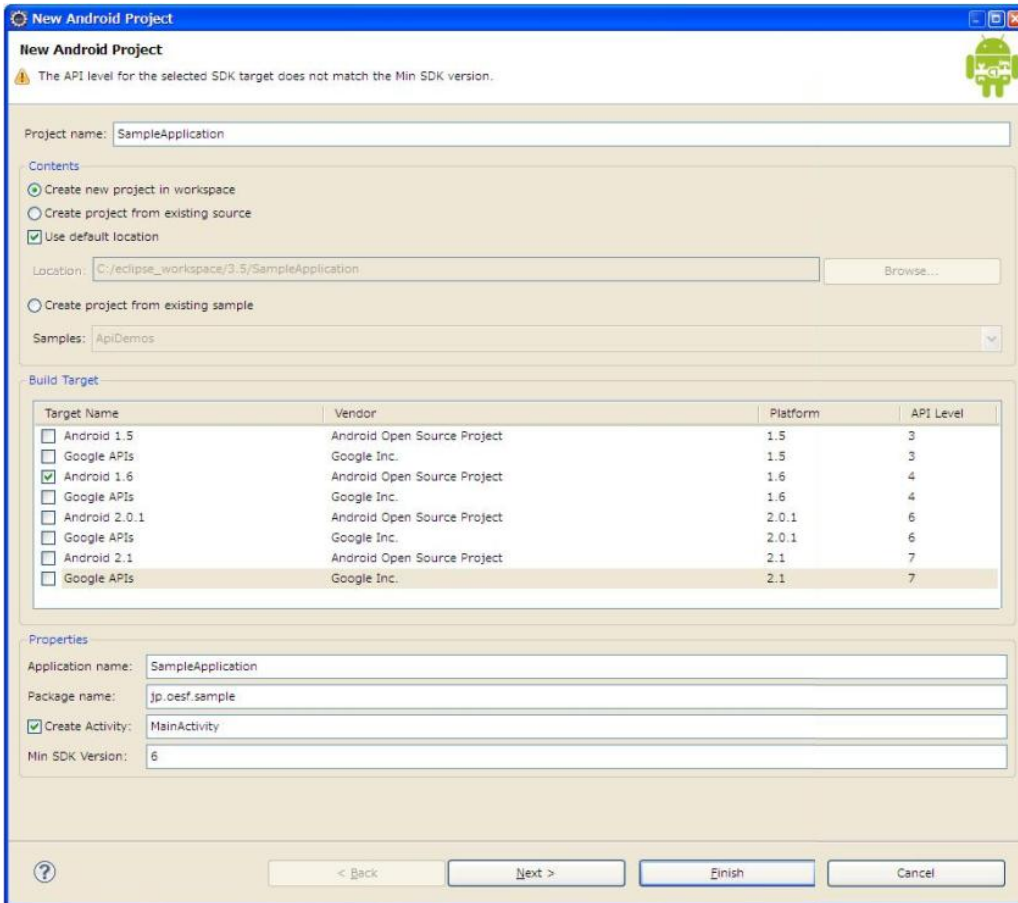 New Android Project
New Android Project
The API level for the selected SDK target does not match the Min SDK version.
Project name: SampleApplication
Contents
Create new project in workspace
Create project from existing source
Use default location
Location: C:/eclipse_workspace/3.5/SampleApplication Browse...
Create project from existing sample
Samples: ApiDemos
Build Target
Target Name Vendor Platform API Level
Android 1.5 Android Open Source Project 1.5 3
Google APIs Google Inc. 1.5 3
Android 1.6 Android Open Source Project 1.6 4
Google APIs Google Inc. 1.6 4
Android 2.0.1 Android Open Source Project 2.0.1 6
Google APIs Google Inc. 2.0.1 6
Android 2.1 Android Open Source Project 2.1 7
Google APIs Google Inc. 2.1 7
Properties
Application name: SampleApplication
Package name: jp.oesf.sample
Create Activity: MainActivity
Min SDK Version: 6
? < Back Next > Finish Cancel